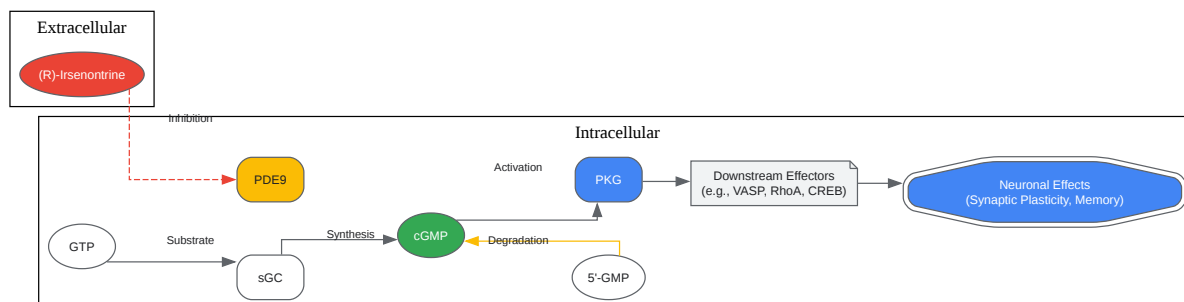 Extracellular
(R)-Irsenontrine
Inhibition
Intracellular
PDE9
Activation
PKG
Downstream Effectors
(e.g., VASP, RhoA, CREB)
Neuronal Effects
(Synaptic Plasticity, Memory)
GTP
Substrate
sGC
Synthesis
cGMP
Degradation
5'-GMP